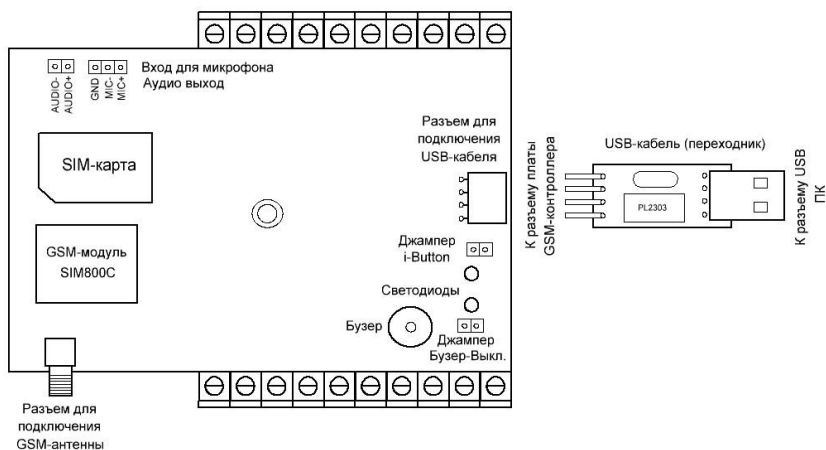 Вход для микрофона
Аудио выход
AUDIO-
AUDIO+
GND
MIC-
MIC+
SIM-карта
GSM-модуль
SIM800C
Разъем для
подключения
GSM-антенны
Разъем для
подключения
USB-кабеля
Джампер
i-Button
Светодиоды
Бузер
Джампер
Бузер-Выкл.
К разъему платы
GSM-контроллера
USB-кабель (переходник)
PL2303
К разъему USB
ПК